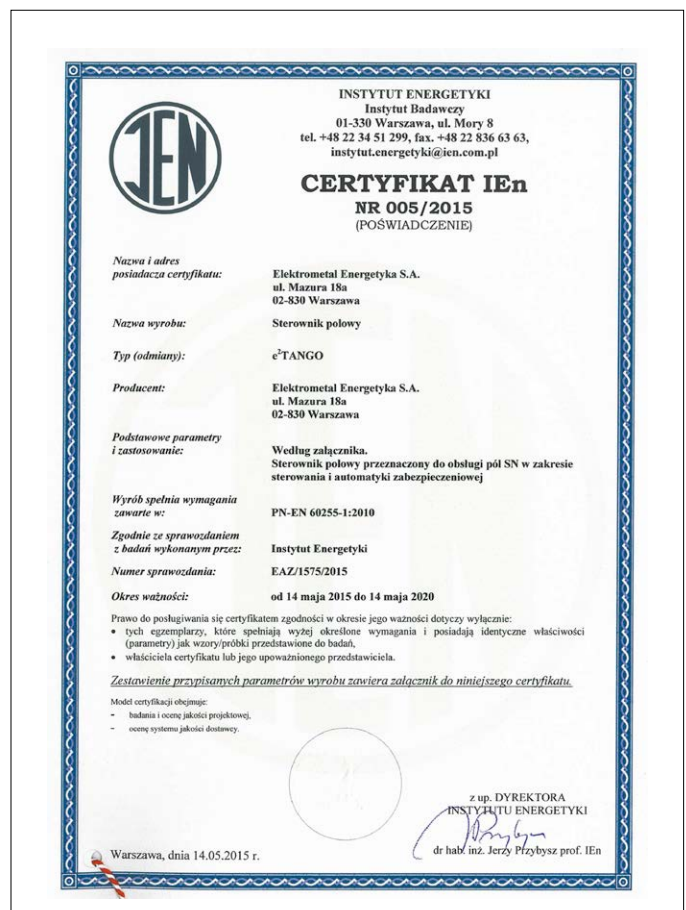 JEN
INSTYTUT ENERGETYKI
Instytut Badawczy
01-330 Warszawa, ul. Mory 8
tel. +48 22 34 51 299, fax. +48 22 836 63 63,
instytut.energetyki@ien.com.pl
CERTYFIKAT IEn
NR 005/2015
(POŚWIADCZENIE)
Nazwa i adres
posiadacza certyfikatu: Elektrometal Energetyka S.A.
ul. Mazura 18a
02-830 Warszawa
Nazwa wyrobu: Sterownik polowy
Typ (odmiany): e²TANGO
Producent: Elektrometal Energetyka S.A.
ul. Mazura 18a
02-830 Warszawa
Podstawowe parametry
i zastosowanie: Według załącznika.
Sterownik polowy przeznaczony do obsługi pól SN w zakresie
sterowania i automatyki zabezpieczeniowej
Wyrób spełnia wymagania
zawarte w: PN-EN 60255-1:2010
Zgodnie ze sprawozdaniem
z badań wykonanym przez: Instytut Energetyki
Numer sprawozdania: EAZ/1575/2015
Okres ważności: od 14 maja 2015 do 14 maja 2020
Prawo do posługiwania się certyfikatem zgodności w okresie jego ważności dotyczy wyłącznie:
• tych egzemplarzy, które spełniają wyżej określone wymagania i posiadają identyczne właściwości
(parametry) jak wzory/próbki przedstawione do badań,
• właściciela certyfikatu lub jego upoważnionego przedstawiciela.
Zestawienie przypisanych parametrów wyrobu zawiera załącznik do niniejszego certyfikatu.
Model certyfikacji obejmuje:
- badania i ocenę jakości projektowej,
- ocenę systemu jakości dostawcy.
z up. DYREKTORA
INSTYTUTU ENERGETYKI
dr hab. inż. Jerzy Przybysz prof. IEn
Warszawa, dnia 14.05.2015 r.